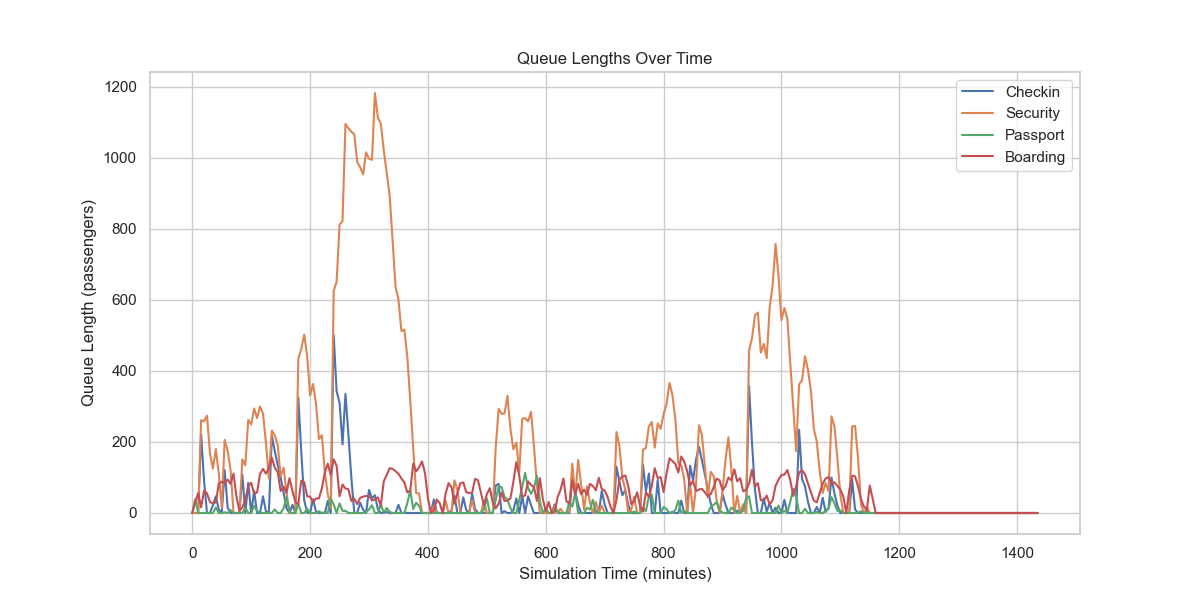 Queue Lengths Over Time
Checkin
Security
Passport
Boarding
Queue Length (passengers)
1200
1000
800
600
400
200
0
0 200 400 600 800 1000 1200 1400
Simulation Time (minutes)